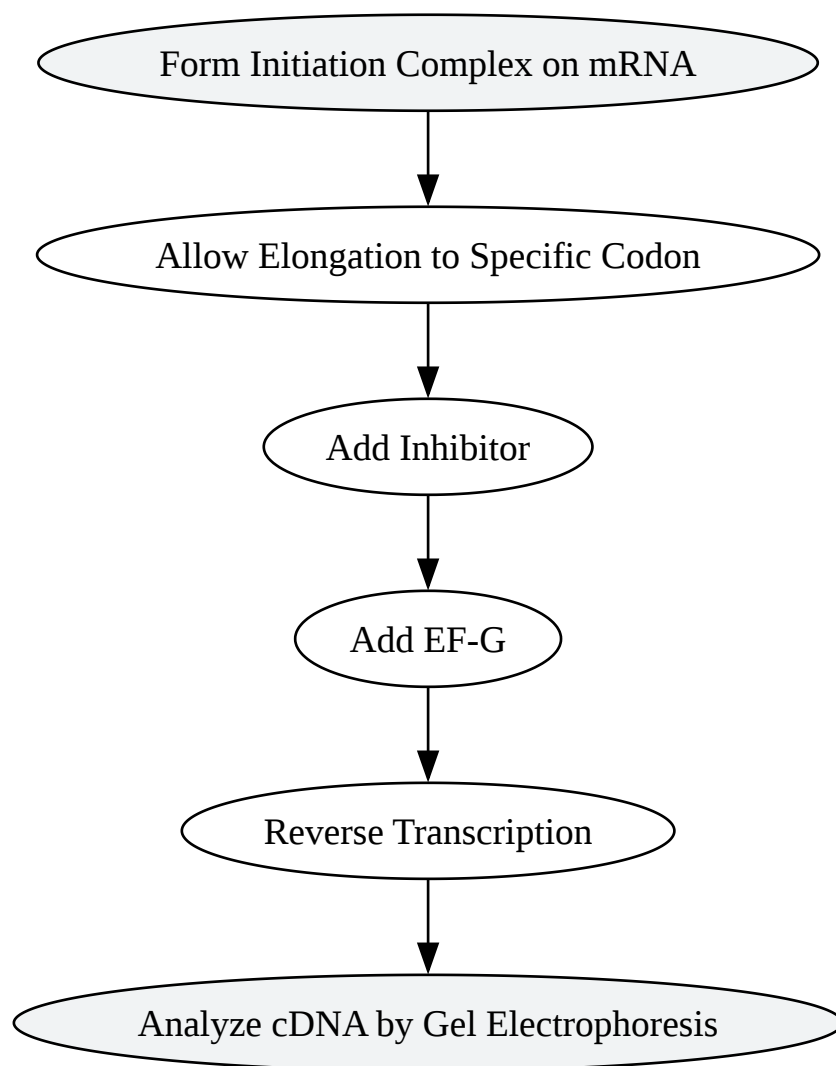 Form Initiation Complex on mRNA
Allow Elongation to Specific Codon
Add Inhibitor
Add EF-G
Reverse Transcription
Analyze cDNA by Gel Electrophoresis